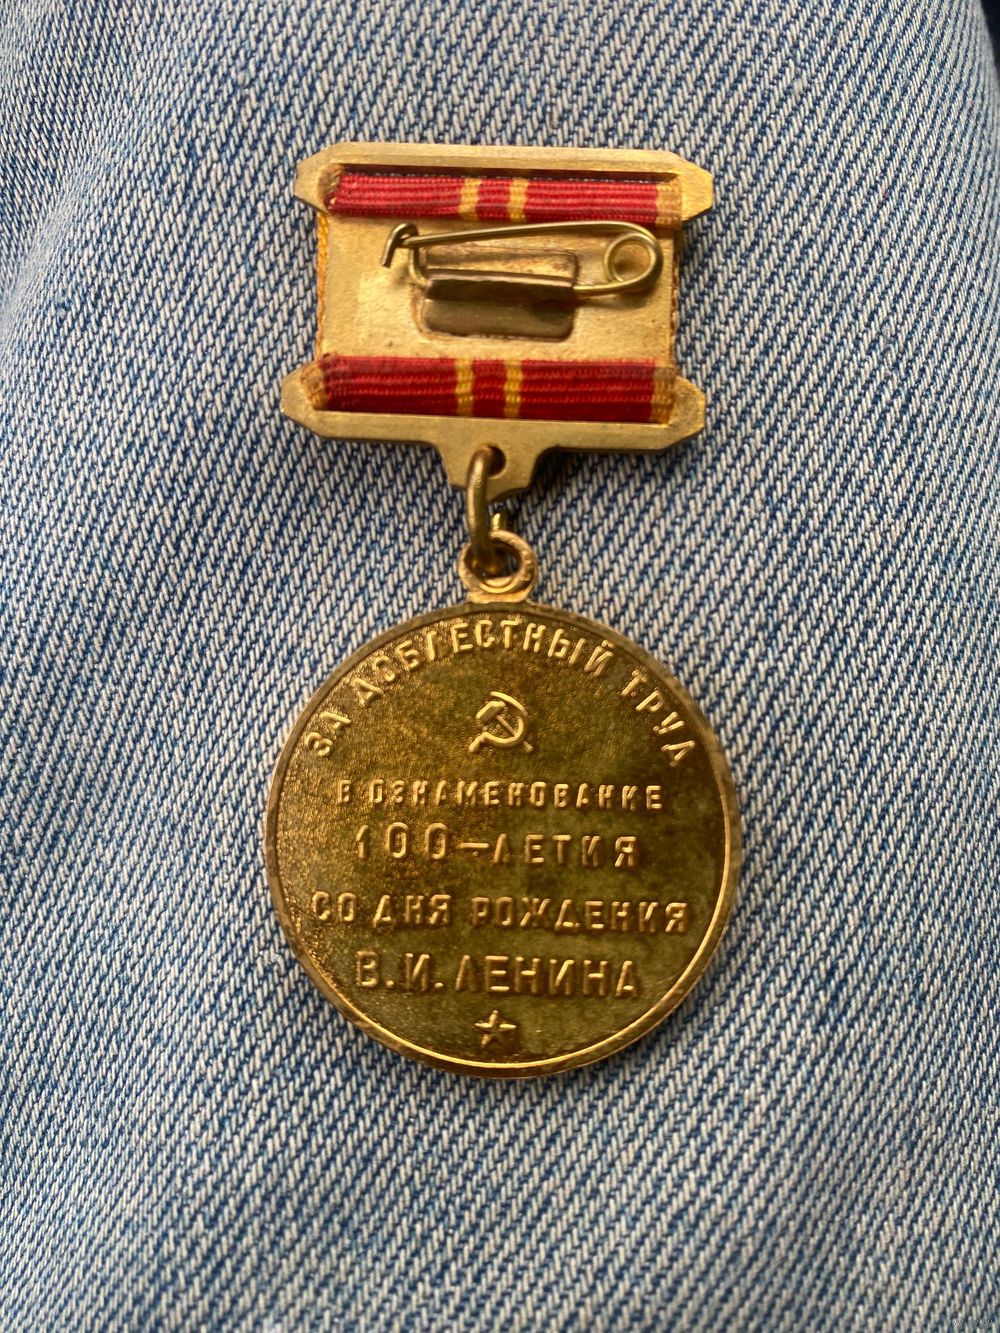 ЗА ДОБЛЕСТНЫЙ ТРУД
В ОЗНАМЕНОВАНИЕ
100-ЛЕТИЯ
СО ДНЯ РОЖДЕНИЯ
В.И. ЛЕНИНА